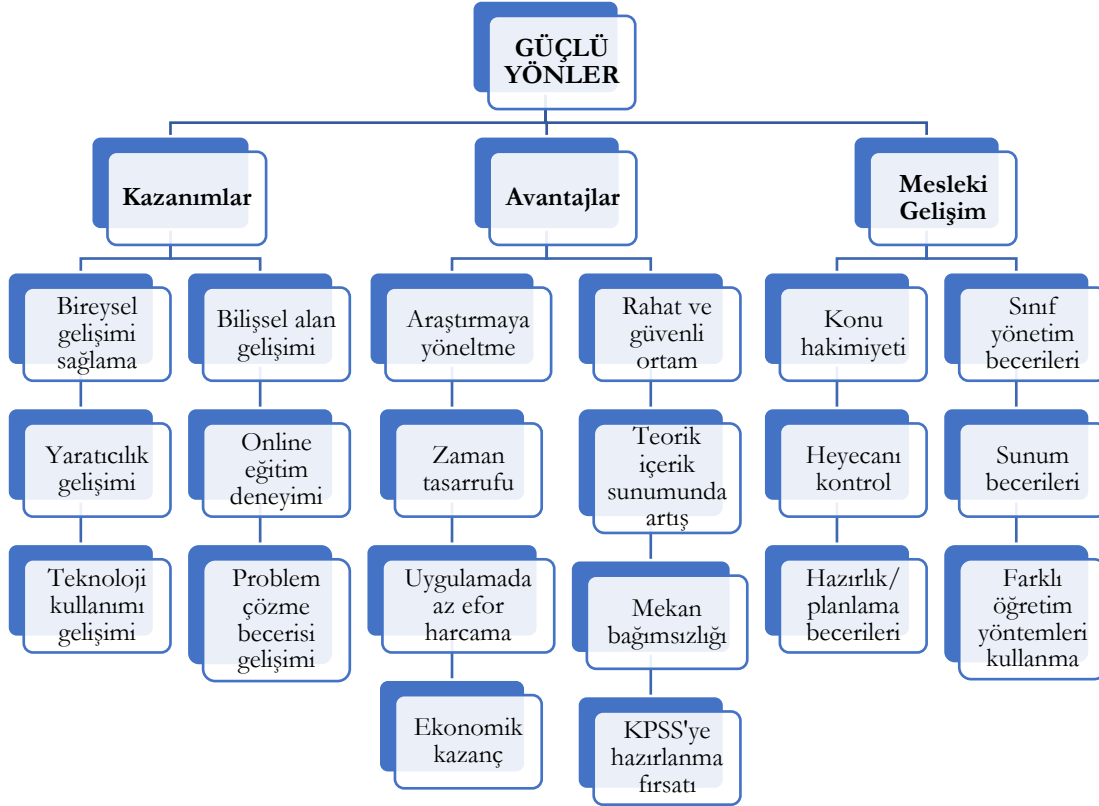 GÜÇLÜ
YÖNLER
Kazanımlar
Avantajlar
Mesleki
Gelişim
Bireysel
gelişimi
sağlama
Bilişsel alan
gelişimi
Araştırmaya
yöneltme
Rahat ve
güvenli
ortam
Konu
hakimiyeti
Sınıf
yönetim
becerileri
Yaratıcılık
gelişimi
Online
eğitim
deneyimi
Zaman
tasarrufu
Teorik
içerik
sunumunda
artış
Heyecanı
kontrol
Sunum
becerileri
Teknoloji
kullanımı
gelişimi
Problem
çözme
becerisi
gelişimi
Uygulamada
az efor
harcama
Mekan
bağımsızlığı
Hazırlık/
planlama
becerileri
Farklı
öğretim
yöntemleri
kullanma
Ekonomik
kazanç
KPSS'ye
hazırlanma
fırsatı